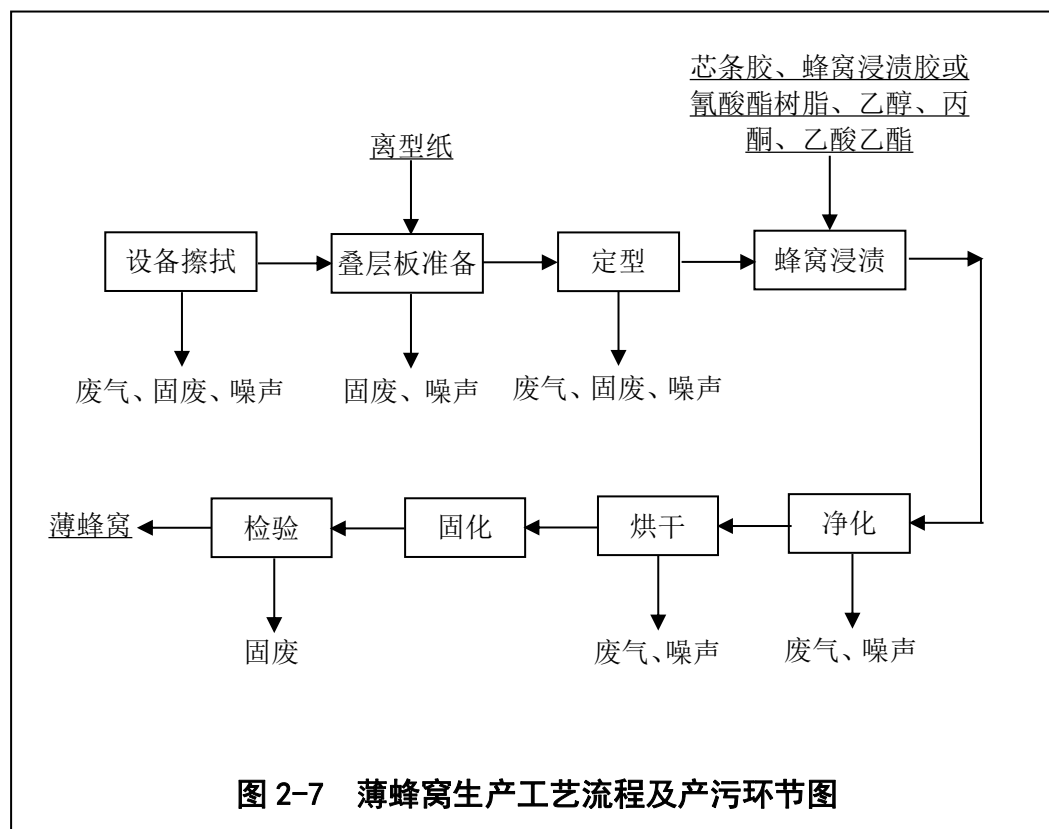 芯条胶、蜂窝浸渍胶或
氰酸酯树脂、乙醇、丙
酮、乙酸乙酯
离型纸
设备擦拭
叠层板准备
定型
蜂窝浸渍
废气、固废、噪声
固废、噪声
废气、固废、噪声
薄蜂窝
检验
固化
烘干
净化
固废
废气、噪声
废气、噪声
图 2-7 薄蜂窝生产工艺流程及产污环节图